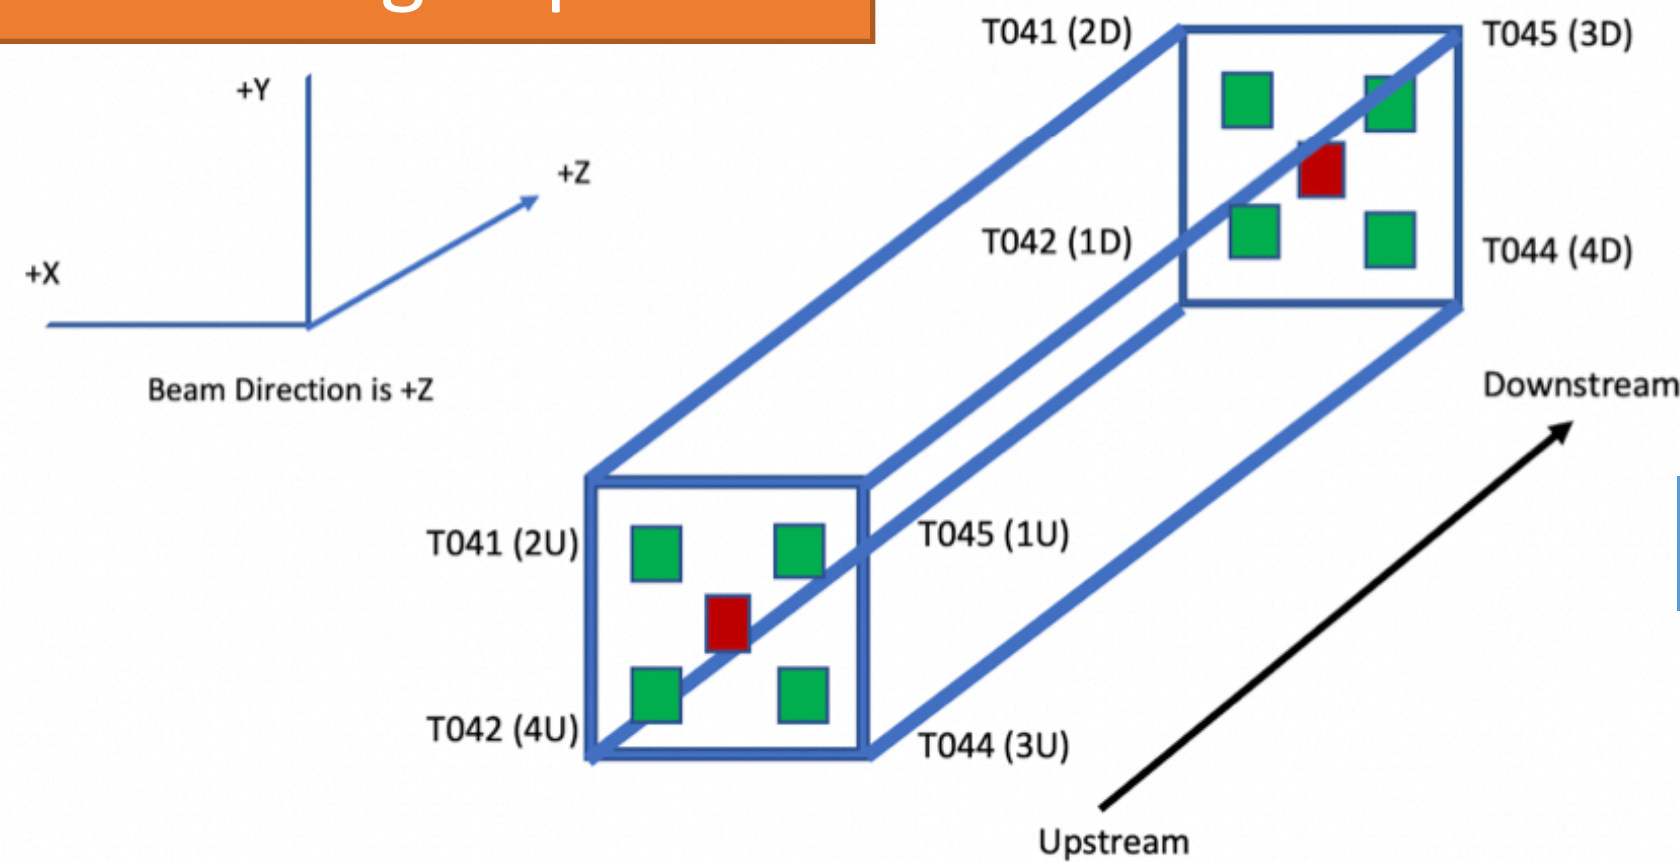 T041 (2D)
T045 (3D)
+Y
+Z
T042 (1D)
T044 (4D)
+X
Beam Direction is +Z
Downstream
T041 (2U)
T045 (1U)
T042 (4U)
T044 (3U)
Upstream